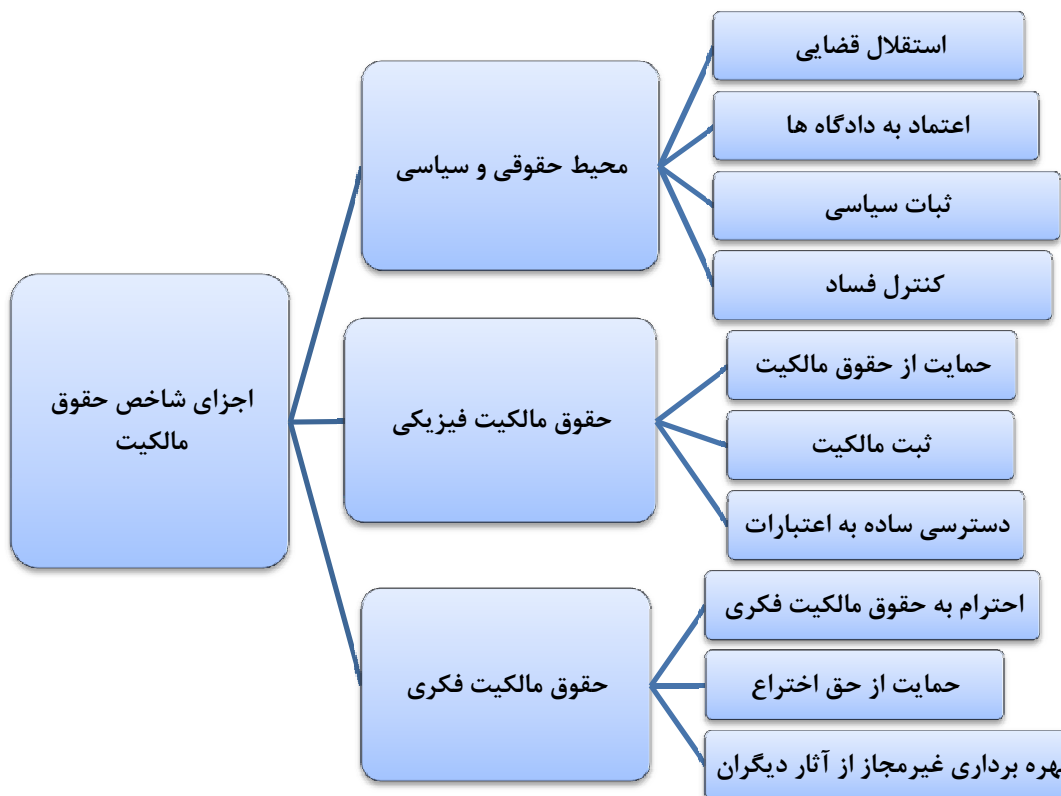 اجزای شاخص حقوق
مالکیت
محیط حقوقی و سیاسی
استقلال قضایی
اعتماد به دادگاه ها
ثبات سیاسی
کنترل فساد
حقوق مالکیت فیزیکی
حمایت از حقوق مالکیت
ثبت مالکیت
دسترسی ساده به اعتبارات
حقوق مالکیت فکری
احترام به حقوق مالکیت فکری
حمایت از حق اختراع
برداری غیرمجاز از آثار دیگران